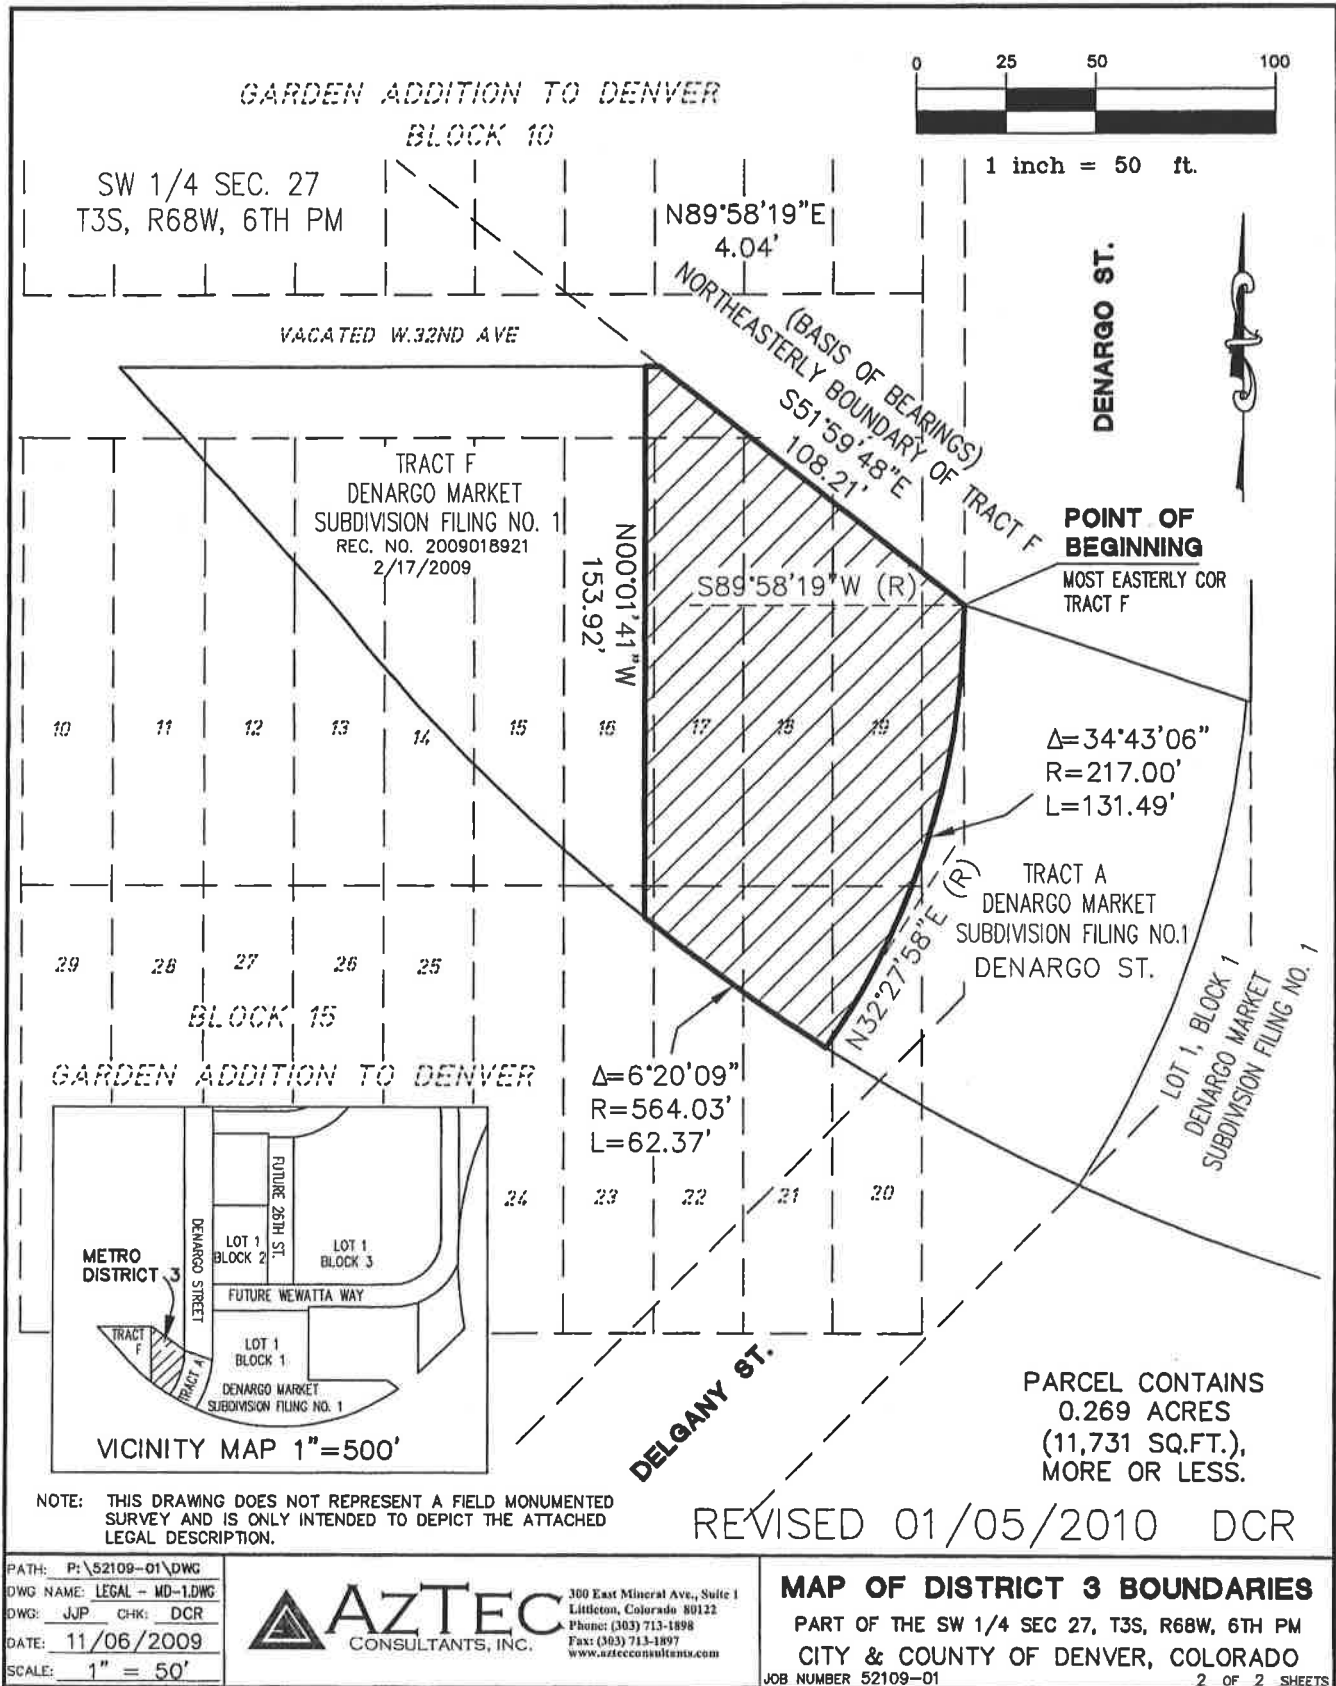 0 25 50 100
1 inch = 50 ft.
GARDEN ADDITION TO DENVER
BLOCK 10
SW 1/4 SEC. 27
T3S, R68W, 6TH PM
N89°58'19"E
4.04'
VACATED W.32ND AVE
(BASIS OF BEARINGS)
NORTHEASTERLY BOUNDARY OF TRACT F
S51°59'48"E
108.21'
DENARGO ST.
TRACT F
DENARGO MARKET
SUBDIVISION FILING NO. 1
REC. NO. 2009018921
2/17/2009
N00°01'41"W
153.92'
S89°58'19"W (R)
POINT OF
BEGINNING
MOST EASTERLY COR
TRACT F
10 11 12 13 14 15 16 17 18 19
Δ=34°43'06"
R=217.00'
L=131.49'
TRACT A
DENARGO MARKET
SUBDIVISION FILING NO.1
DENARGO ST.
N32°27'58"E (R)
LOT 1, BLOCK 1
DENARGO MARKET
SUBDIVISION FILING NO. 1
29 28 27 26 25
BLOCK 15
GARDEN ADDITION TO DENVER
Δ=6°20'09"
R=564.03'
L=62.37'
24 23 22 21 20
DENARGO STREET
FUTURE 26TH ST.
LOT 1
BLOCK 2
LOT 1
BLOCK 3
METRO
DISTRICT 3
FUTURE WEWATTA WAY
TRACT
F
TRACT A
LOT 1
BLOCK 1
DENARGO MARKET
SUBDIVISION FILING NO. 1
VICINITY MAP 1"=500'
DELGANY ST.
PARCEL CONTAINS
0.269 ACRES
(11,731 SQ.FT.),
MORE OR LESS.
NOTE: THIS DRAWING DOES NOT REPRESENT A FIELD MONUMENTED
SURVEY AND IS ONLY INTENDED TO DEPICT THE ATTACHED
LEGAL DESCRIPTION.
REVISED 01/05/2010 DCR
PATH: P:\52109-01\DWG
DWG NAME: LEGAL - MD-1.DWG
DWG: JJP CHK: DCR
DATE: 11/06/2009
SCALE: 1" = 50'
AZTEC
CONSULTANTS, INC.
300 East Mineral Ave., Suite 1
Littleton, Colorado 80122
Phone: (303) 713-1898
Fax: (303) 713-1897
www.aztecconsultants.com
MAP OF DISTRICT 3 BOUNDARIES
PART OF THE SW 1/4 SEC 27, T3S, R68W, 6TH PM
CITY & COUNTY OF DENVER, COLORADO
JOB NUMBER 52109-01
2 OF 2 SHEETS